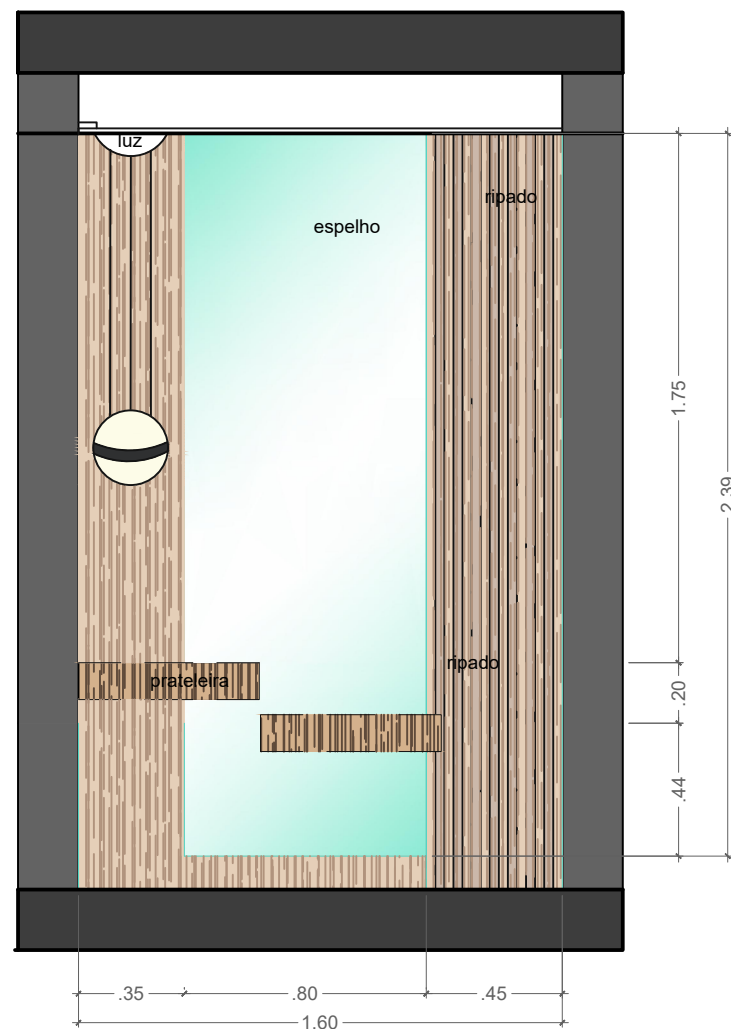 luz
ripado
espelho
1.75
2.39
ripado
prateleira
.20
.44
.35
.80
.45
1.60